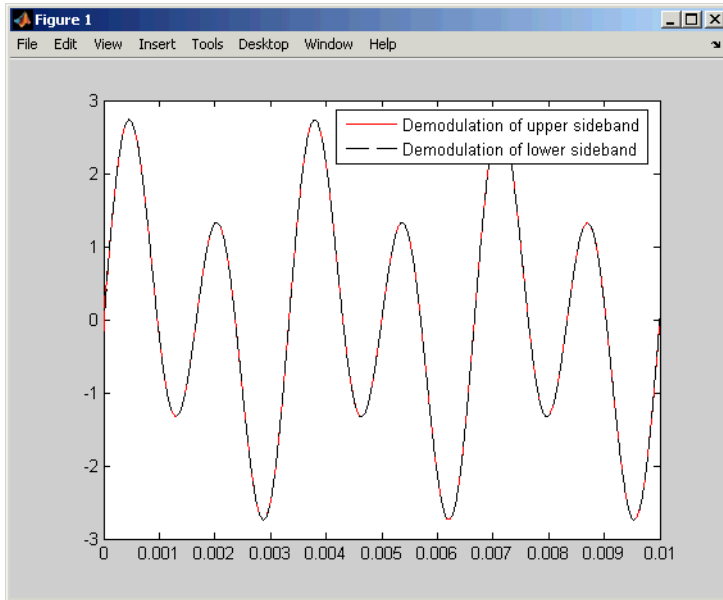 Figure 1
File Edit View Insert Tools Desktop Window Help
3
Demodulation of upper sideband
Demodulation of lower sideband
2
1
0
-1
-2
-3
0 0.001 0.002 0.003 0.004 0.005 0.006 0.007 0.008 0.009 0.01